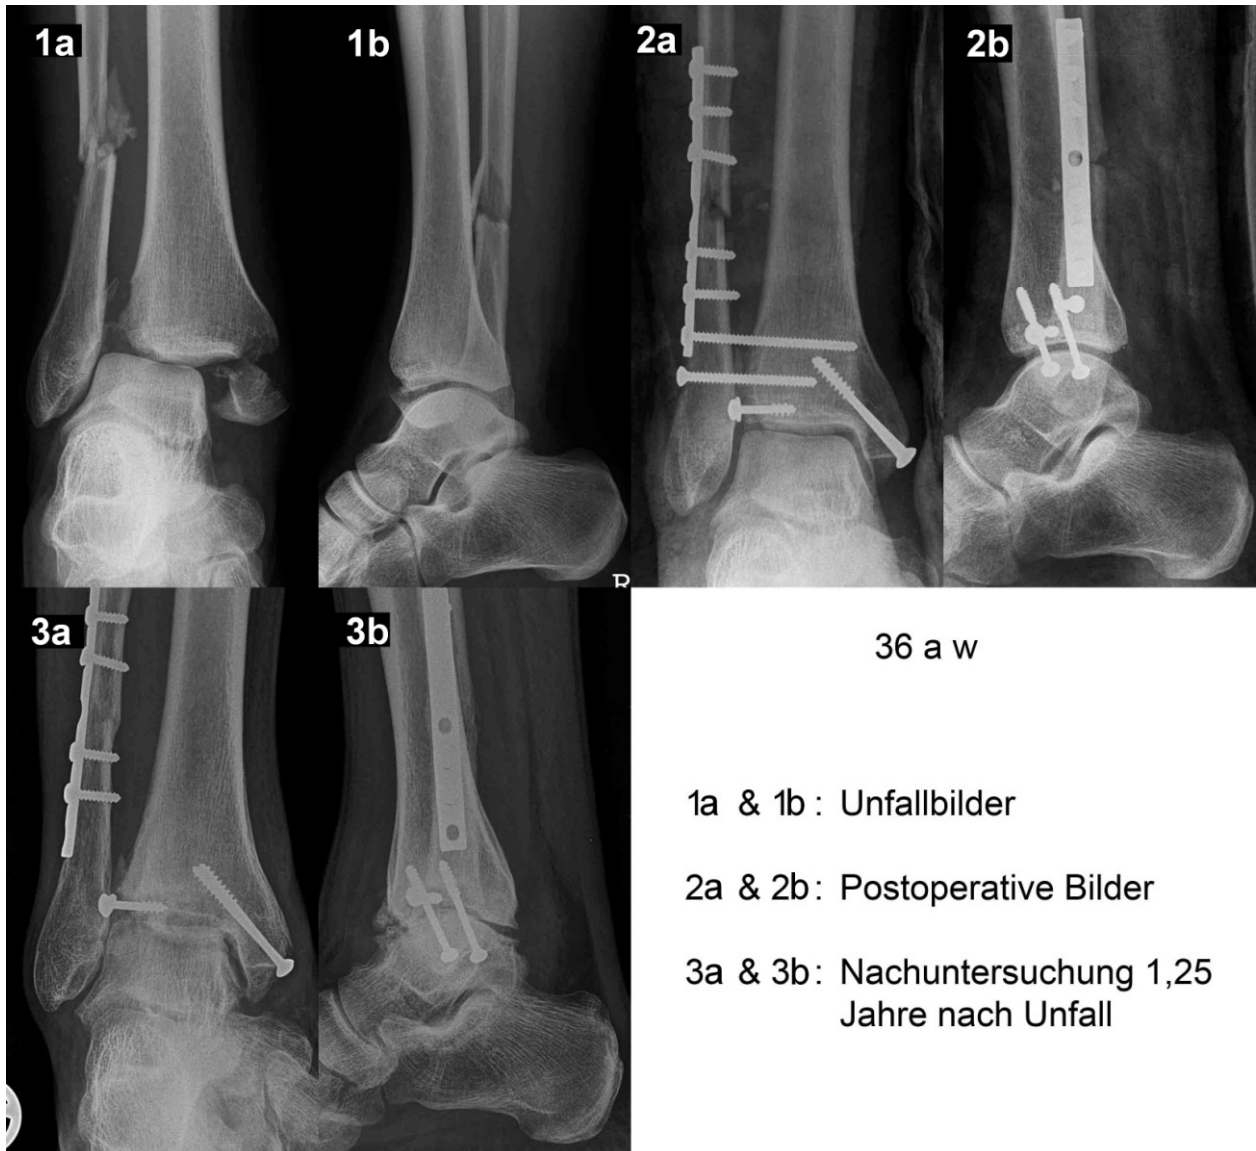 1a
1b
2a
2b
R
3a
3b
36 a w
1a & 1b: Unfallbilder
2a & 2b: Postoperative Bilder
3a & 3b: Nachuntersuchung 1,25
Jahre nach Unfall